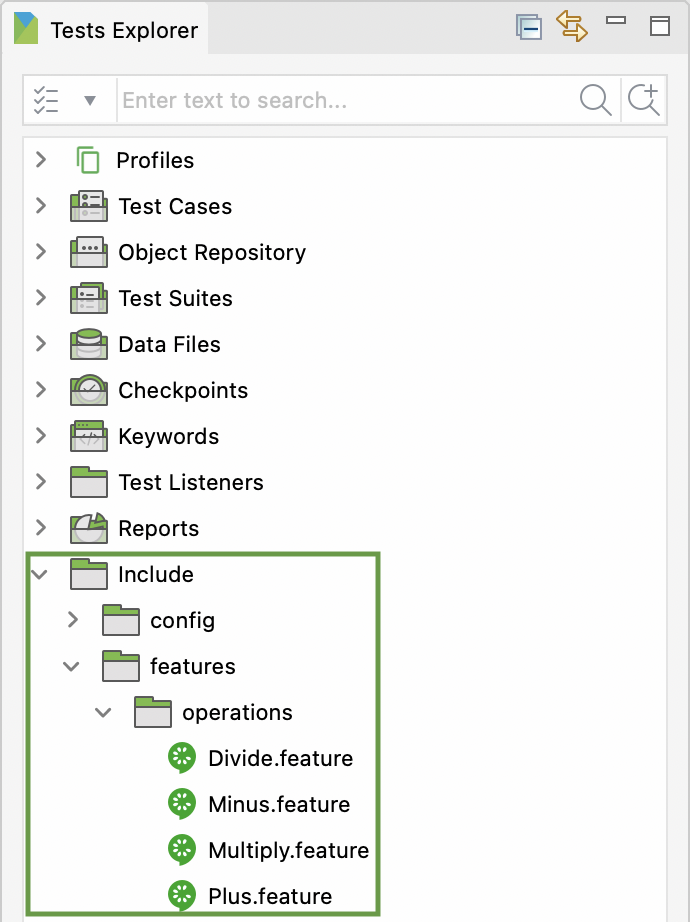 Tests Explorer
Enter text to search...
Profiles
Test Cases
Object Repository
Test Suites
Data Files
Checkpoints
Keywords
Test Listeners
Reports
Include
config
features
operations
Divide.feature
Minus.feature
Multiply.feature
Plus.feature